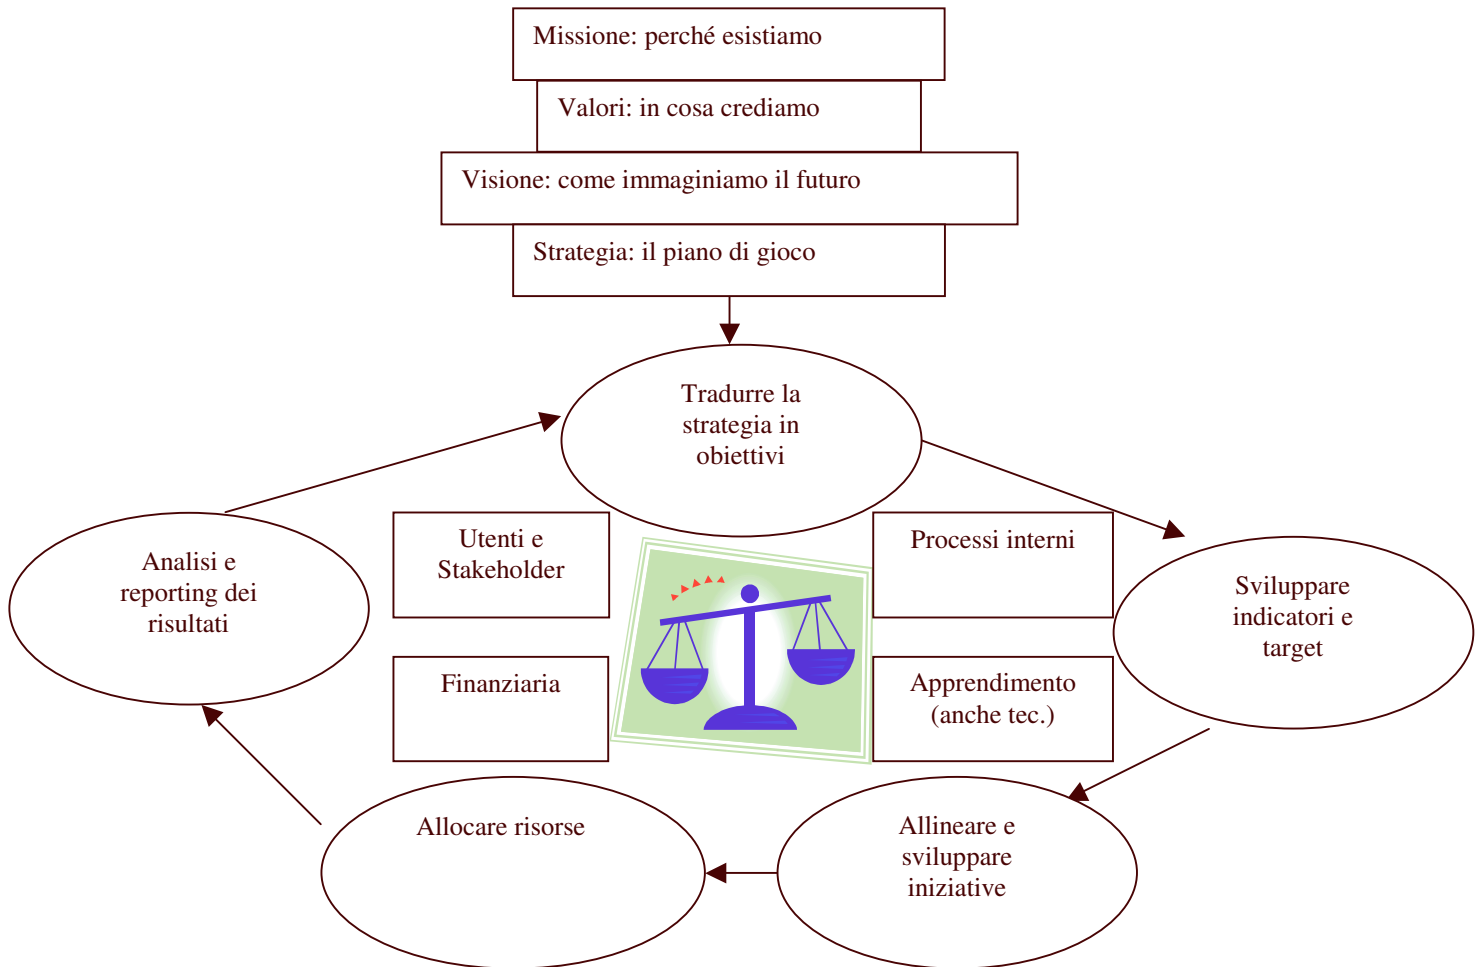 Missione: perché esistiamo
Valori: in cosa crediamo
Visione: come immaginiamo il futuro
Strategia: il piano di gioco
Tradurre la
strategia in
obiettivi
Utenti e
Stakeholder
Processi interni
Analisi e
reporting dei
risultati
Sviluppare
indicatori e
target
Finanziaria
Apprendimento
(anche tec.)
Allocare risorse
Allineare e
sviluppare
iniziative